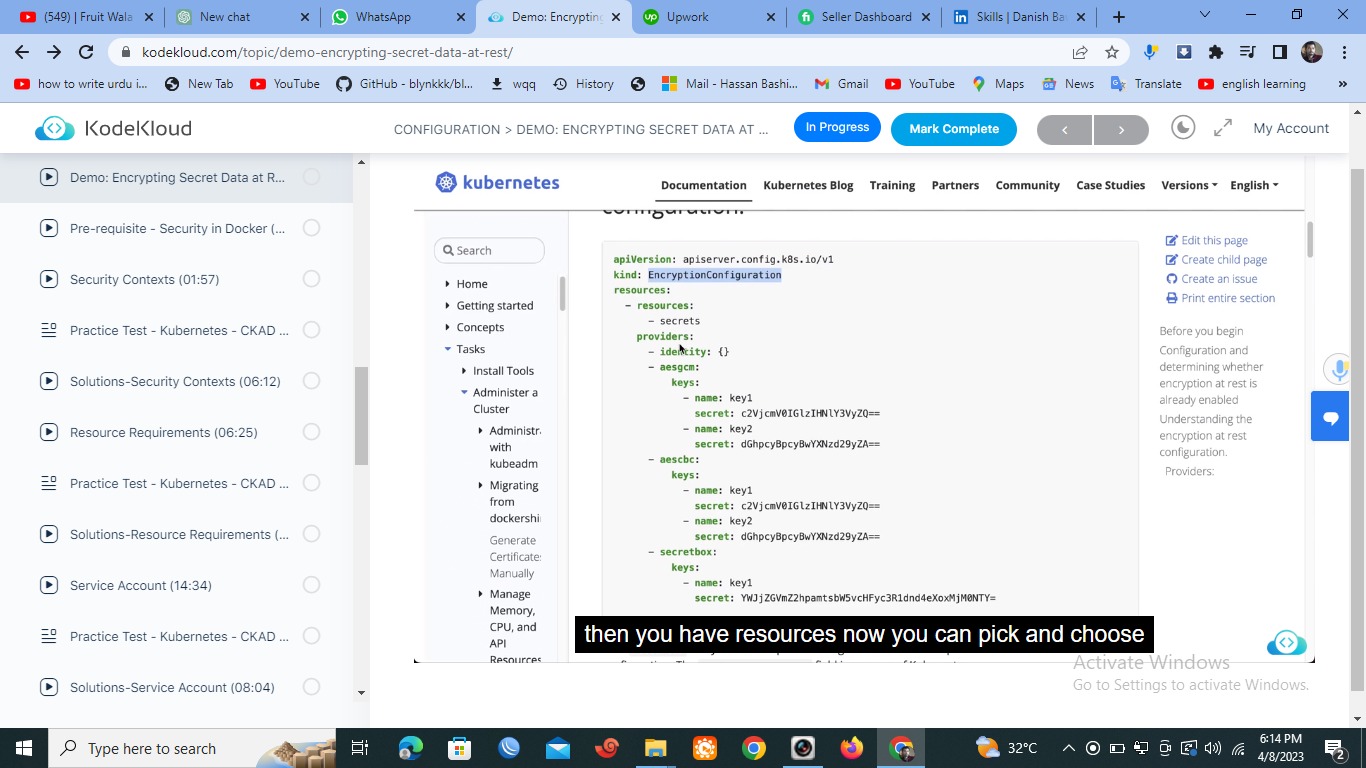 (549) | Fruit Wala
New chat
WhatsApp
Demo: Encrypting
Upwork
Seller Dashboard
Skills | Danish Ba
kodekloud.com/topic/demo-encrypting-secret-data-at-rest/
how to write urdu i...
New Tab
YouTube
GitHub - blynkkk/bl...
wqq
History
Mail - Hassan Bashi...
Gmail
YouTube
Maps
News
Translate
english learning
»
KodeKloud
CONFIGURATION > DEMO: ENCRYPTING SECRET DATA AT ...
In Progress
Mark Complete
My Account
Demo: Encrypting Secret Data at R...
Pre-requisite - Security in Docker (...
Security Contexts (01:57)
Practice Test - Kubernetes - CKAD ...
Solutions-Security Contexts (06:12)
Resource Requirements (06:25)
Practice Test - Kubernetes - CKAD ...
Solutions-Resource Requirements (...
Service Account (14:34)
Practice Test - Kubernetes - CKAD ...
Solutions-Service Account (08:04)
kubernetes
Documentation
Kubernetes Blog
Training
Partners
Community
Case Studies
Versions
English
configuration.
Search
Home
Getting started
Concepts
Tasks
Install Tools
Administer a
Cluster
Administr
with
kubeadm
Migrating
from
dockershi
Generate
Certificate
Manually
Manage
Memory,
CPU, and
API
Resources
apiVersion: apiserver.config.k8s.io/v1
kind: EncryptionConfiguration
resources:
- resources:
- secrets
providers:
- identity: {}
- aesgcm:
keys:
- name: key1
secret: c2VjcmV0IGlzIHNlY3VyZQ==
- name: key2
secret: dGhpcyBpcyBwYXNzd29yZA==
- aescbc:
keys:
- name: key1
secret: c2VjcmV0IGlzIHNlY3VyZQ==
- name: key2
secret: dGhpcyBpcyBwYXNzd29yZA==
- secretbox:
keys:
- name: key1
secret: YWJjZGVmZ2hpamtsbW5vcHFyc3R1dnd4eXoxMjM0NTY=
Edit this page
Create child page
Create an issue
Print entire section
Before you begin
Configuration and
determining whether
encryption at rest is
already enabled
Understanding the
encryption at rest
configuration.
Providers:
then you have resources now you can pick and choose
Activate Windows
Go to Settings to activate Windows.
Type here to search
32°C
6:14 PM
4/8/2023
2